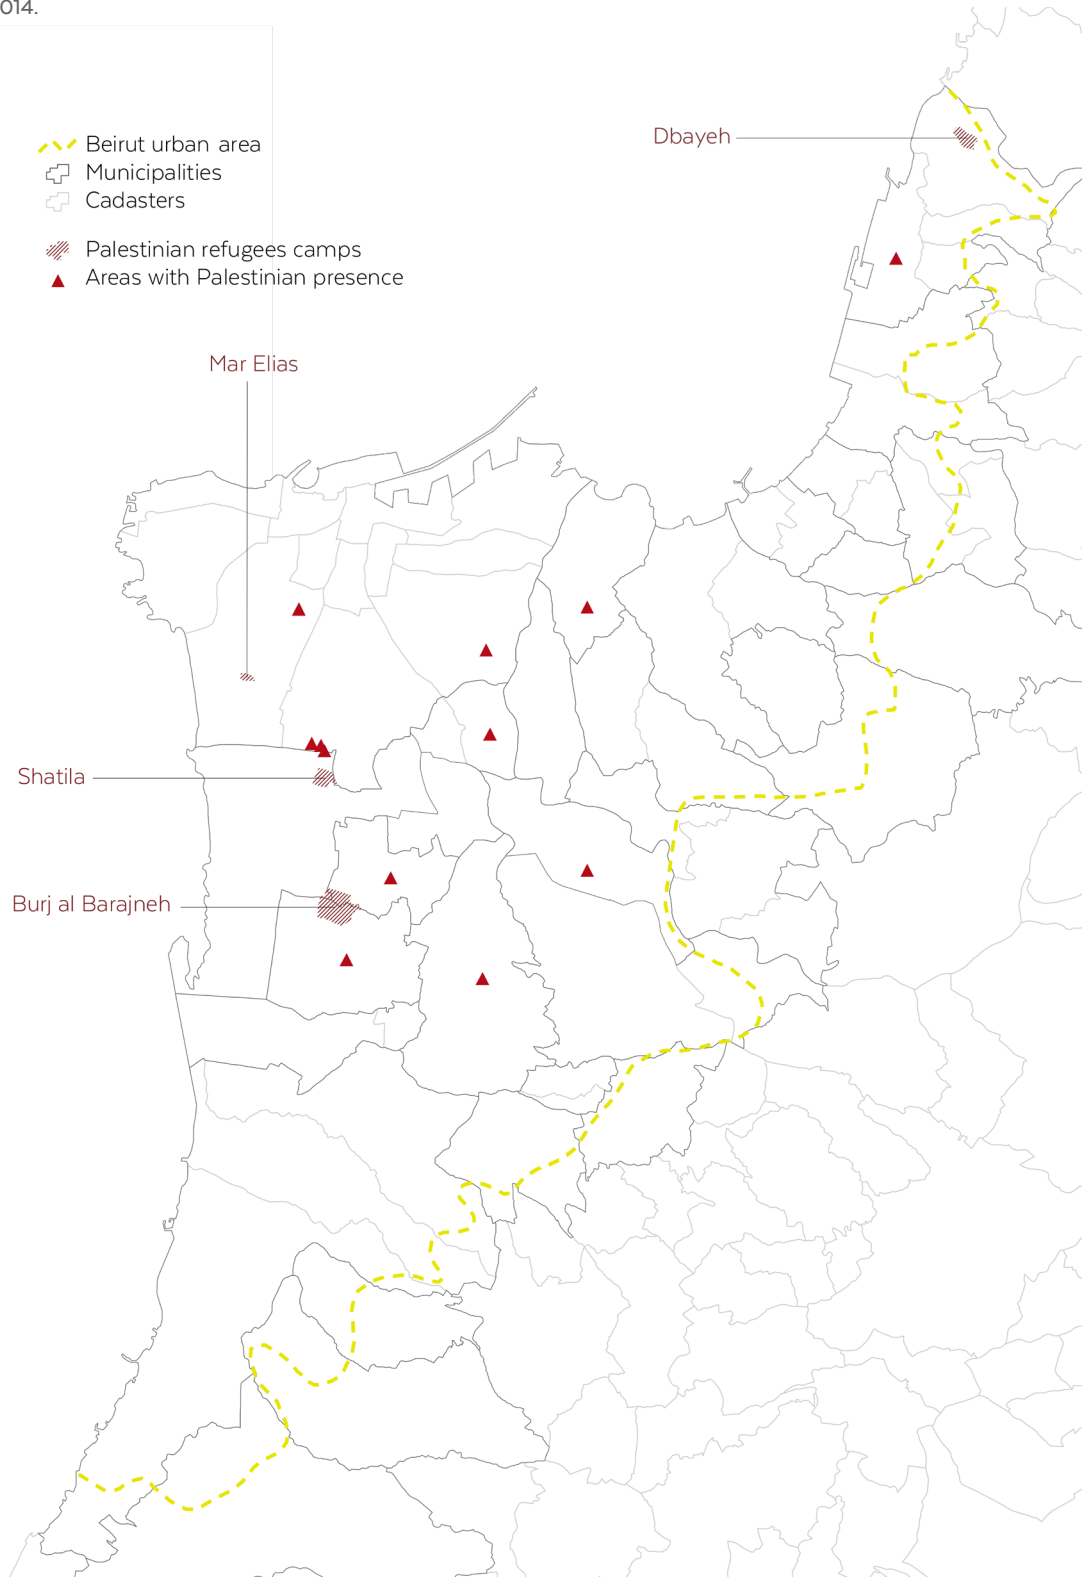 014.
Beirut urban area
Municipalities
Cadasters
Palestinian refugees camps
Areas with Palestinian presence
Dbayeh
Mar Elias
Shatila
Burj al Barajneh